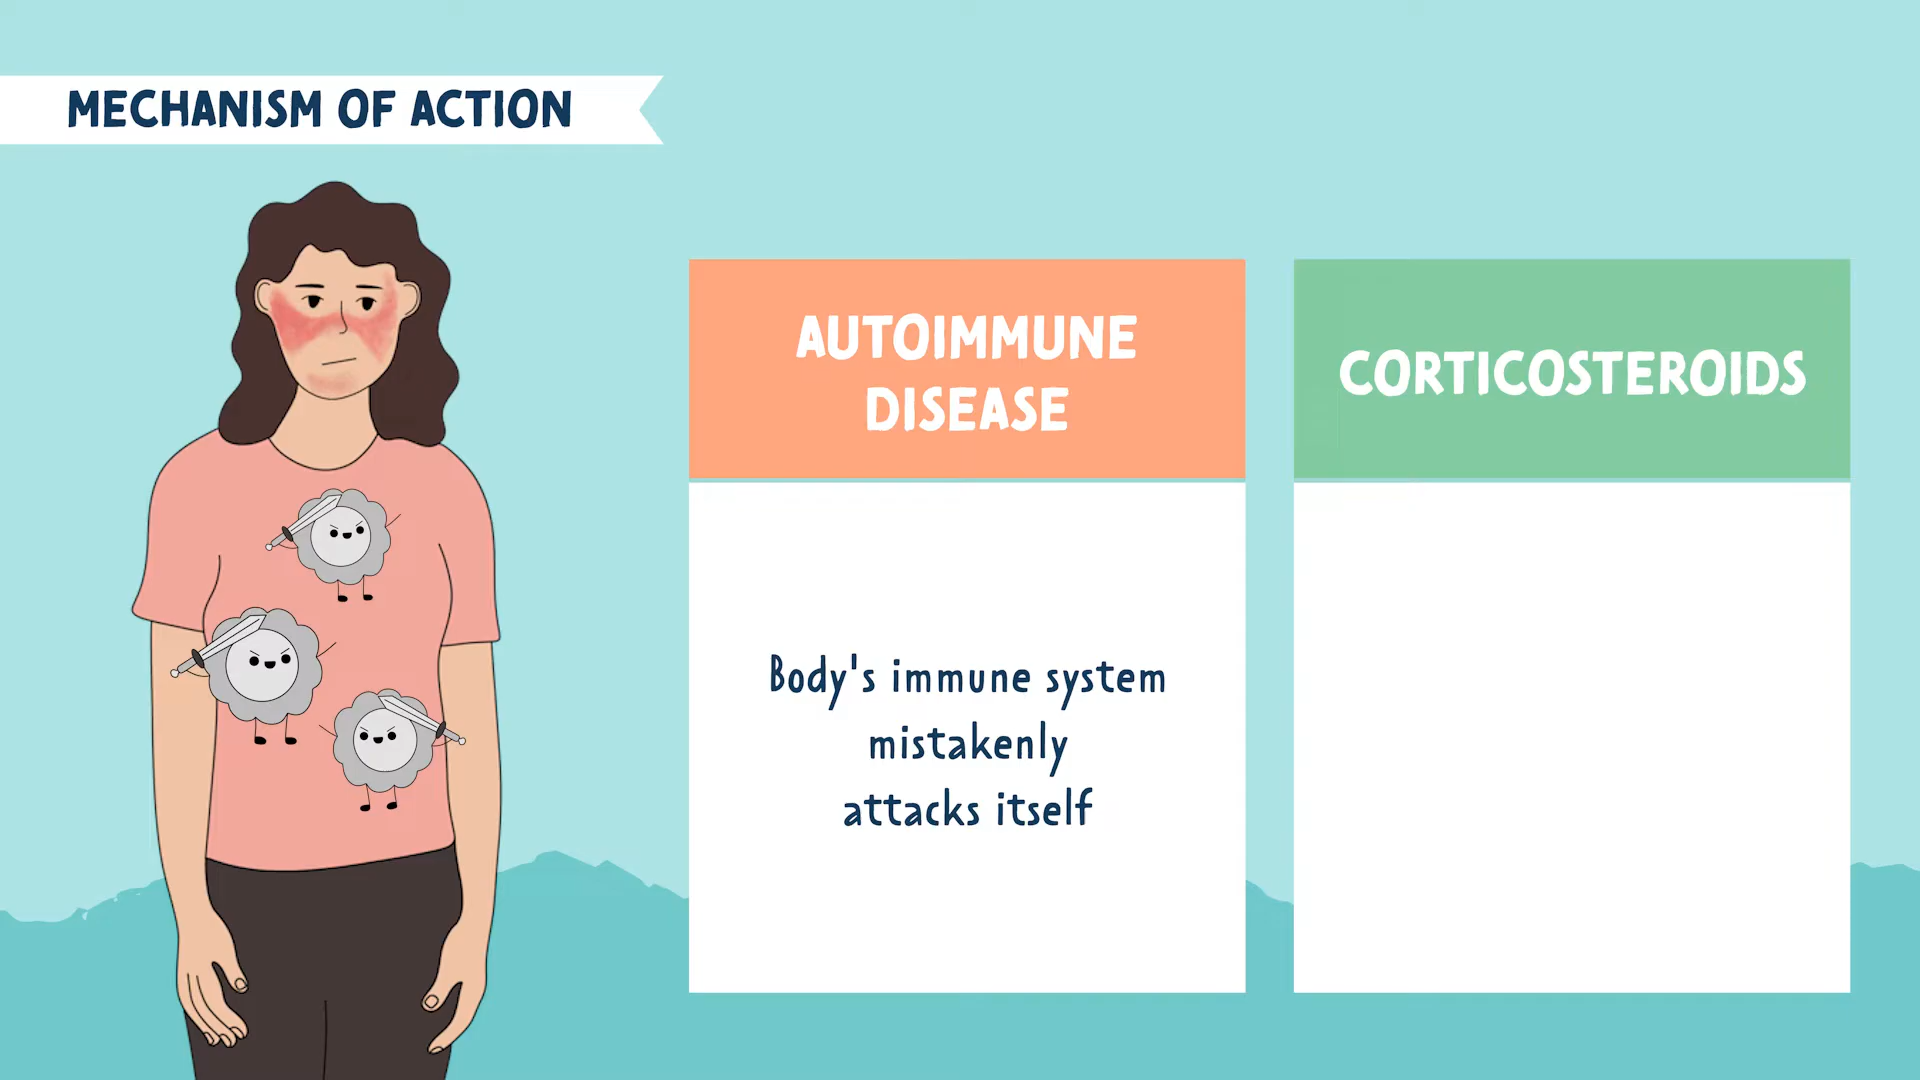 MECHANISM OF ACTION
AUTOIMMUNE
DISEASE
Body's immune system
mistakenly
attacks itself
CORTICOSTEROIDS